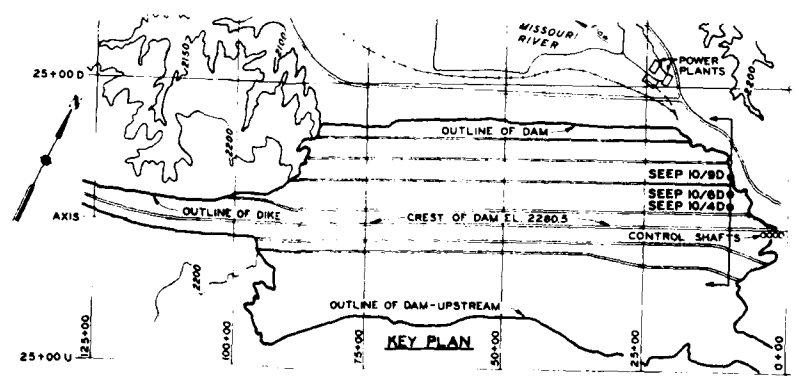 MISSOURI
RIVER
POWER
PLANTS
2150
2100
2200
25+00 D
2200
OUTLINE OF DAM
SEEP 10/9D
SEEP 10/6D
SEEP 10/4D
OUTLINE OF DIKE
AXIS
CREST OF DAM EL. 2280.5
CONTROL SHAFTS
2200
OUTLINE OF DAM-UPSTREAM
125+00
100+00
75+00
50+00
25+00
0+00
KEY PLAN
25+00 U